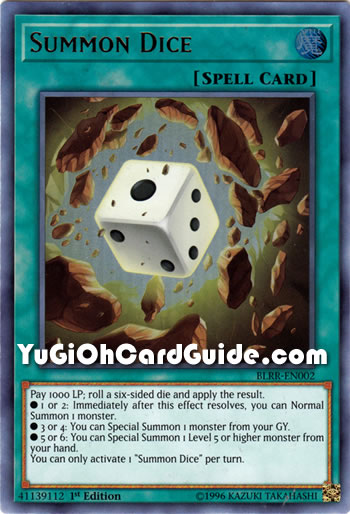 SUMMON DICE
[SPELL CARD]
YuGiOhCardGuide.com
BLRR-EN002
Pay 1000 LP; roll a six-sided die and apply the result.
● 1 or 2: Immediately after this effect resolves, you can Normal
Summon 1 monster.
● 3 or 4: You can Special Summon 1 monster from your GY.
● 5 or 6: You can Special Summon 1 Level 5 or higher monster from
your hand.
You can only activate 1 "Summon Dice" per turn.
41139112 1st Edition ©1996 KAZUKI TAKAHASHI